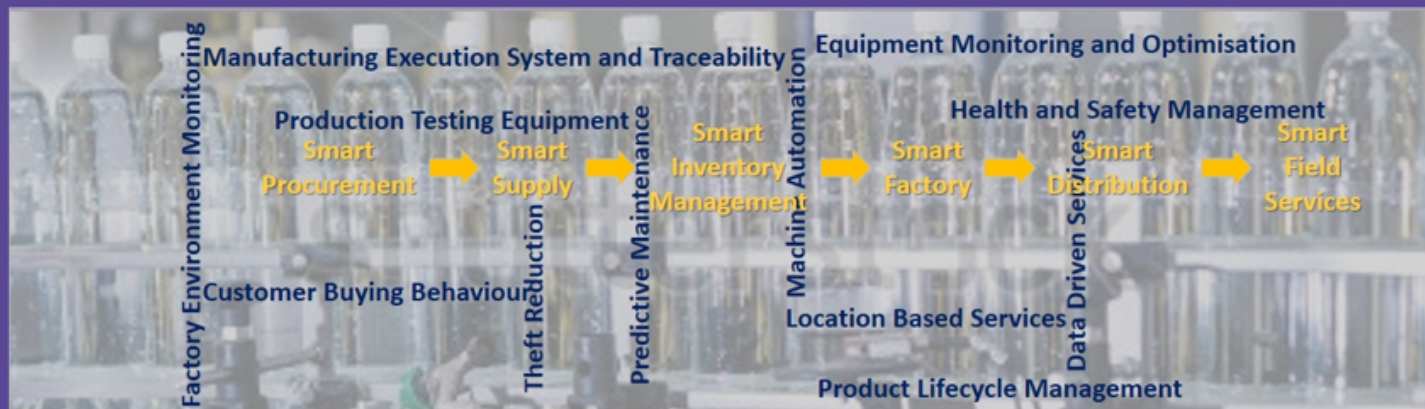 Factory Environment Monitoring
Manufacturing Execution System and Traceability
Equipment Monitoring and Optimisation
Production Testing Equipment
Health and Safety Management
Smart
Procurement
Smart
Supply
Smart
Inventory
Management
Smart
Factory
Smart
Distribution
Smart
Field
Services
Theft Reduction
Predictive Maintenance
Machine Automation
Data Driven Services
Customer Buying Behaviour
Location Based Services
Product Lifecycle Management
shutterstock